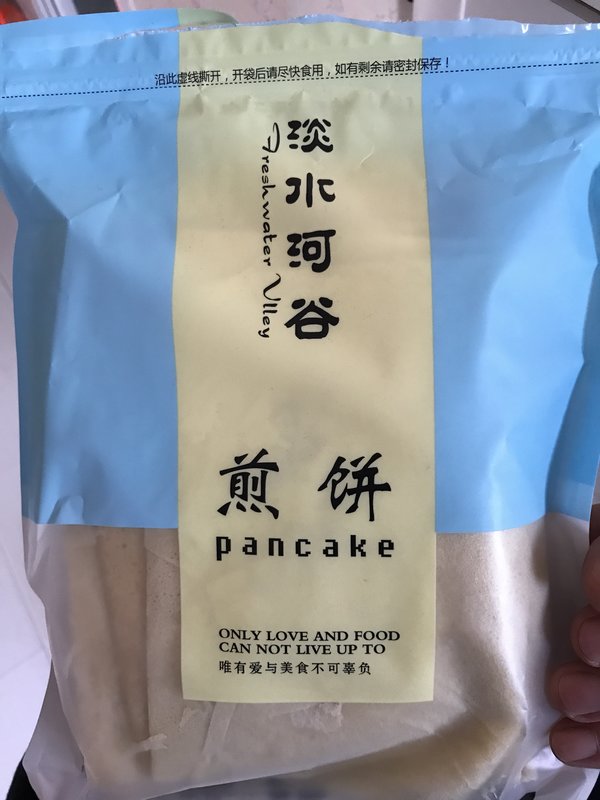 沿此虚线撕开，开袋后请尽快食用，如有剩余请密封保存！
淡水河谷
Freshwater Vlley
煎饼
pancake
ONLY LOVE AND FOOD
CAN NOT LIVE UP TO
唯有爱与美食不可辜负